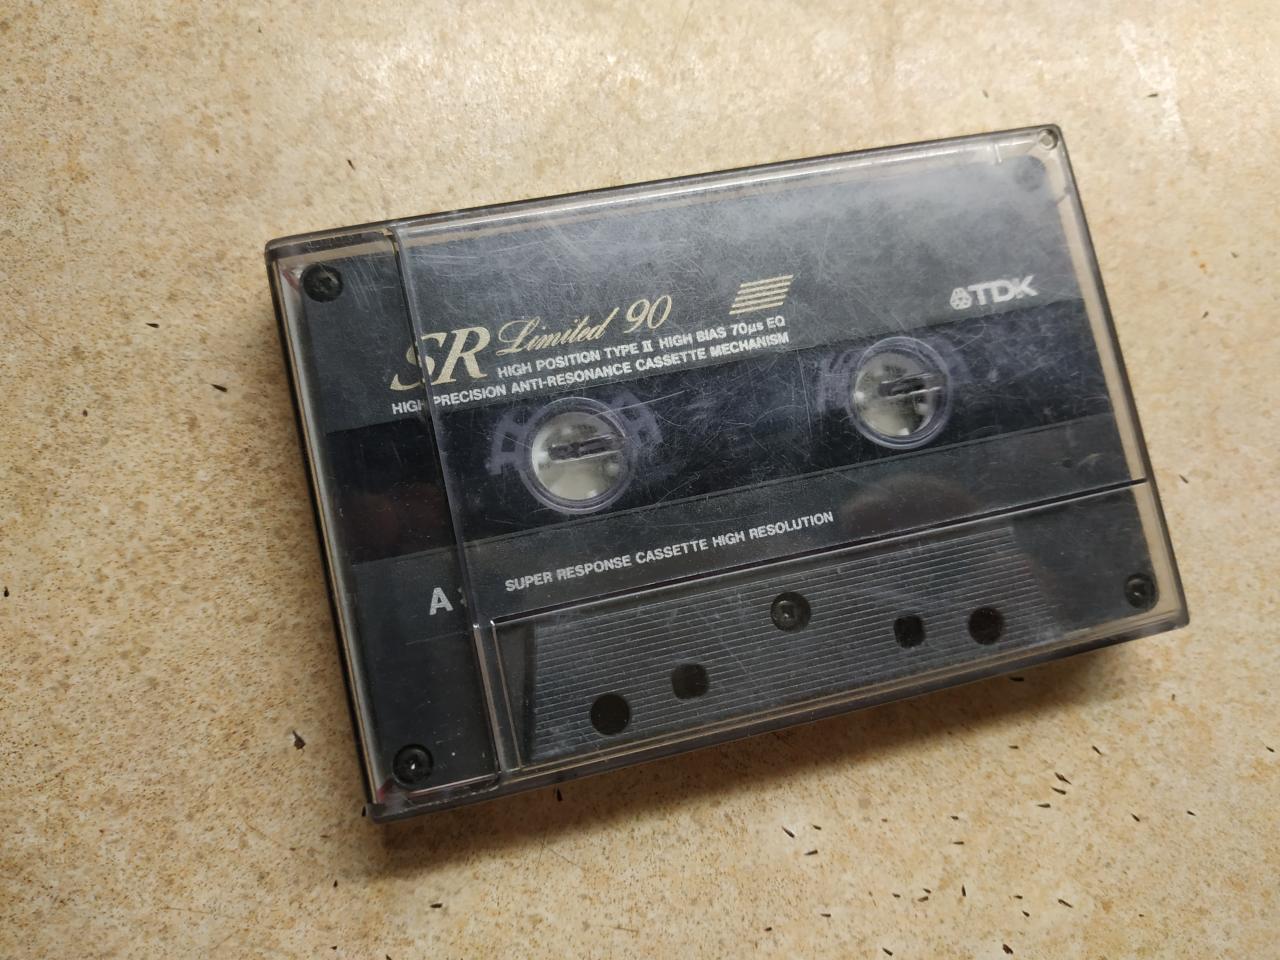 SR Limited 90
TDK
HIGH POSITION TYPE II HIGH BIAS 70µs EQ
HIGH PRECISION ANTI-RESONANCE CASSETTE MECHANISM
SUPER RESPONSE CASSETTE HIGH RESOLUTION
A